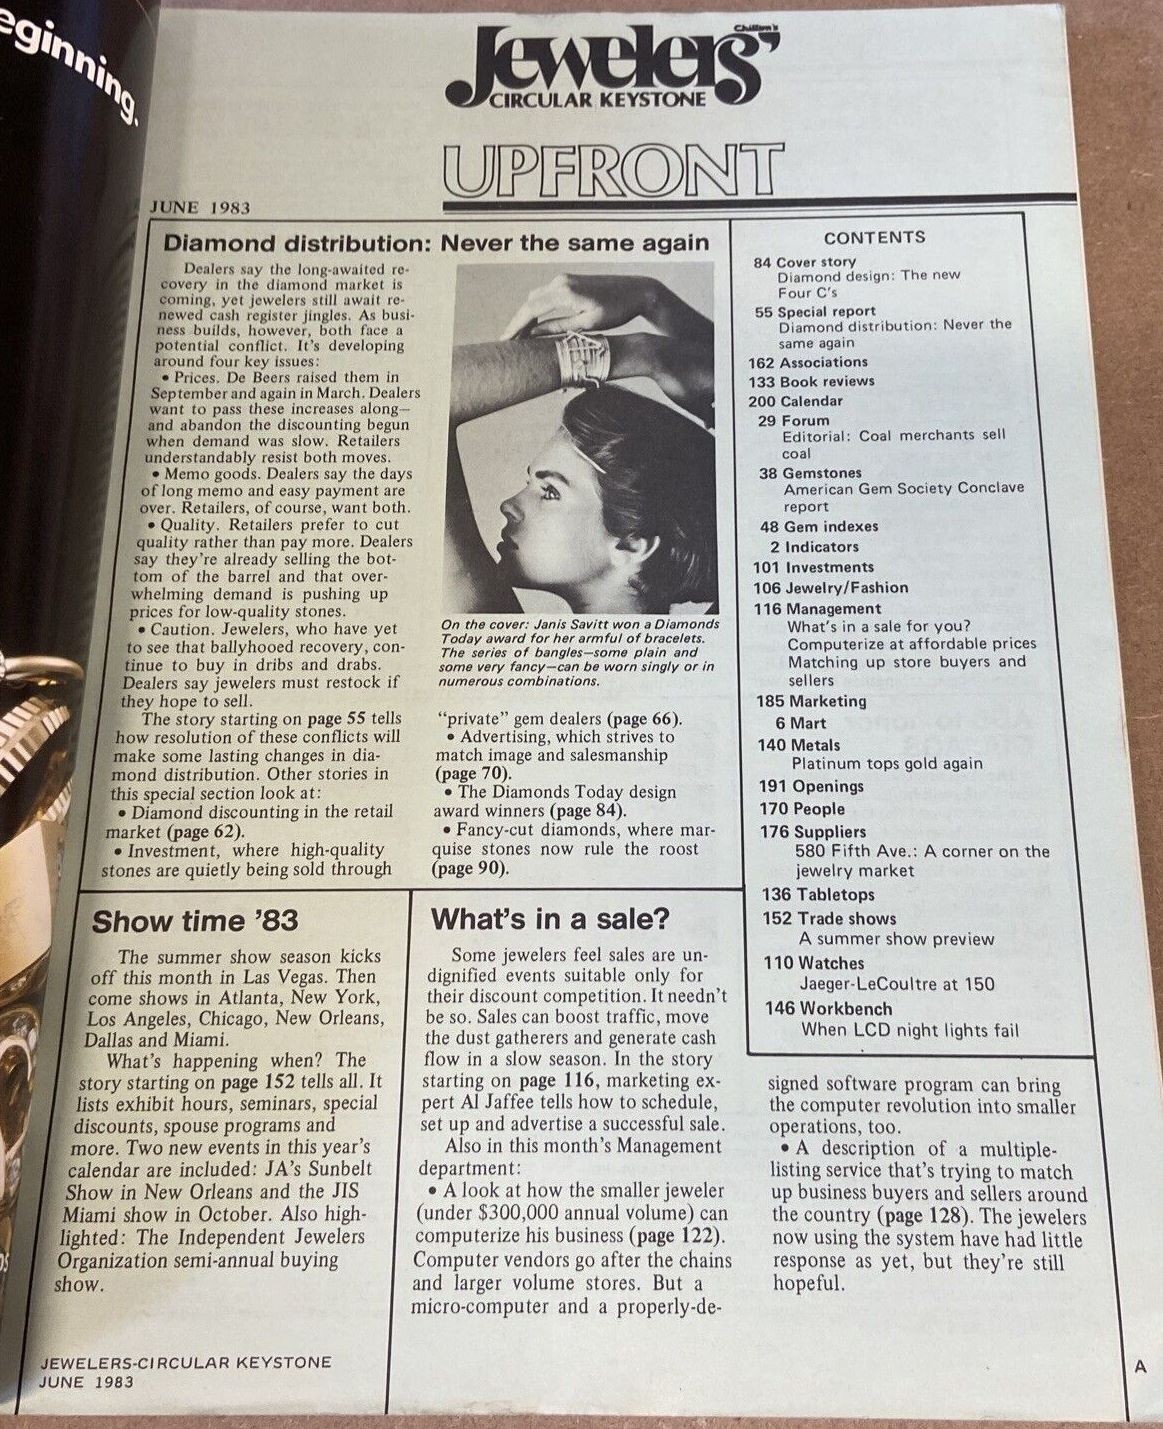 eginning.
Chilton's
Jewelers'
CIRCULAR KEYSTONE
UPFRONT
JUNE 1983
Diamond distribution: Never the same again
Dealers say the long-awaited re-
covery in the diamond market is
coming, yet jewelers still await re-
newed cash register jingles. As busi-
ness builds, however, both face a
potential conflict. It's developing
around four key issues:
• Prices. De Beers raised them in
September and again in March. Dealers
want to pass these increases along—
and abandon the discounting begun
when demand was slow. Retailers
understandably resist both moves.
• Memo goods. Dealers say the days
of long memo and easy payment are
over. Retailers, of course, want both.
• Quality. Retailers prefer to cut
quality rather than pay more. Dealers
say they're already selling the bot-
tom of the barrel and that over-
whelming demand is pushing up
prices for low-quality stones.
• Caution. Jewelers, who have yet
to see that ballyhooed recovery, con-
tinue to buy in dribs and drabs.
Dealers say jewelers must restock if
they hope to sell.
The story starting on page 55 tells
how resolution of these conflicts will
make some lasting changes in dia-
mond distribution. Other stories in
this special section look at:
• Diamond discounting in the retail
market (page 62).
• Investment, where high-quality
stones are quietly being sold through
On the cover: Janis Savitt won a Diamonds
Today award for her armful of bracelets.
The series of bangles—some plain and
some very fancy—can be worn singly or in
numerous combinations.
"private" gem dealers (page 66).
• Advertising, which strives to
match image and salesmanship
(page 70).
• The Diamonds Today design
award winners (page 84).
• Fancy-cut diamonds, where mar-
quise stones now rule the roost
(page 90).
CONTENTS
84 Cover story
Diamond design: The new
Four C's
55 Special report
Diamond distribution: Never the
same again
162 Associations
133 Book reviews
200 Calendar
29 Forum
Editorial: Coal merchants sell
coal
38 Gemstones
American Gem Society Conclave
report
48 Gem indexes
2 Indicators
101 Investments
106 Jewelry/Fashion
116 Management
What's in a sale for you?
Computerize at affordable prices
Matching up store buyers and
sellers
185 Marketing
6 Mart
140 Metals
Platinum tops gold again
191 Openings
170 People
176 Suppliers
580 Fifth Ave.: A corner on the
jewelry market
136 Tabletops
152 Trade shows
A summer show preview
110 Watches
Jaeger-LeCoultre at 150
146 Workbench
When LCD night lights fail
Show time '83
The summer show season kicks
off this month in Las Vegas. Then
come shows in Atlanta, New York,
Los Angeles, Chicago, New Orleans,
Dallas and Miami.
What's happening when? The
story starting on page 152 tells all. It
lists exhibit hours, seminars, special
discounts, spouse programs and
more. Two new events in this year's
calendar are included: JA's Sunbelt
Show in New Orleans and the JIS
Miami show in October. Also high-
lighted: The Independent Jewelers
Organization semi-annual buying
show.
What's in a sale?
Some jewelers feel sales are un-
dignified events suitable only for
their discount competition. It needn't
be so. Sales can boost traffic, move
the dust gatherers and generate cash
flow in a slow season. In the story
starting on page 116, marketing ex-
pert Al Jaffee tells how to schedule,
set up and advertise a successful sale.
Also in this month's Management
department:
• A look at how the smaller jeweler
(under $300,000 annual volume) can
computerize his business (page 122).
Computer vendors go after the chains
and larger volume stores. But a
micro-computer and a properly-de-
signed software program can bring
the computer revolution into smaller
operations, too.
• A description of a multiple-
listing service that's trying to match
up business buyers and sellers around
the country (page 128). The jewelers
now using the system have had little
response as yet, but they're still
hopeful.
JEWELERS-CIRCULAR KEYSTONE
JUNE 1983
A